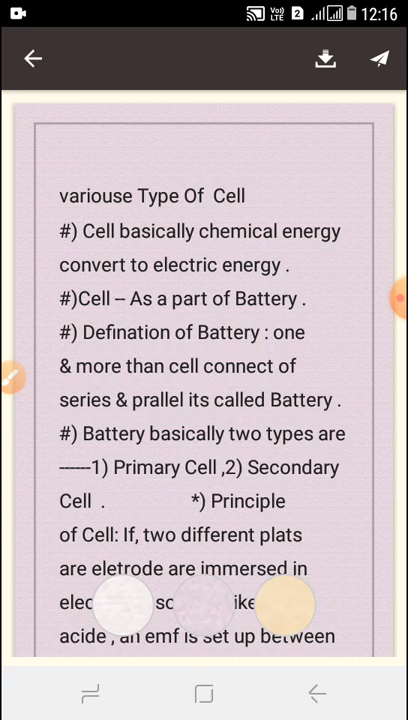 2 12:16
variouse Type Of Cell
#) Cell basically chemical energy
convert to electric energy .
#)Cell -- As a part of Battery .
#) Defination of Battery : one
& more than cell connect of
series & prallel its called Battery .
#) Battery basically two types are
------1) Primary Cell ,2) Secondary
Cell . *) Principle
of Cell: If, two different plats
are eletrode are immersed in
acide , an emf is set up between